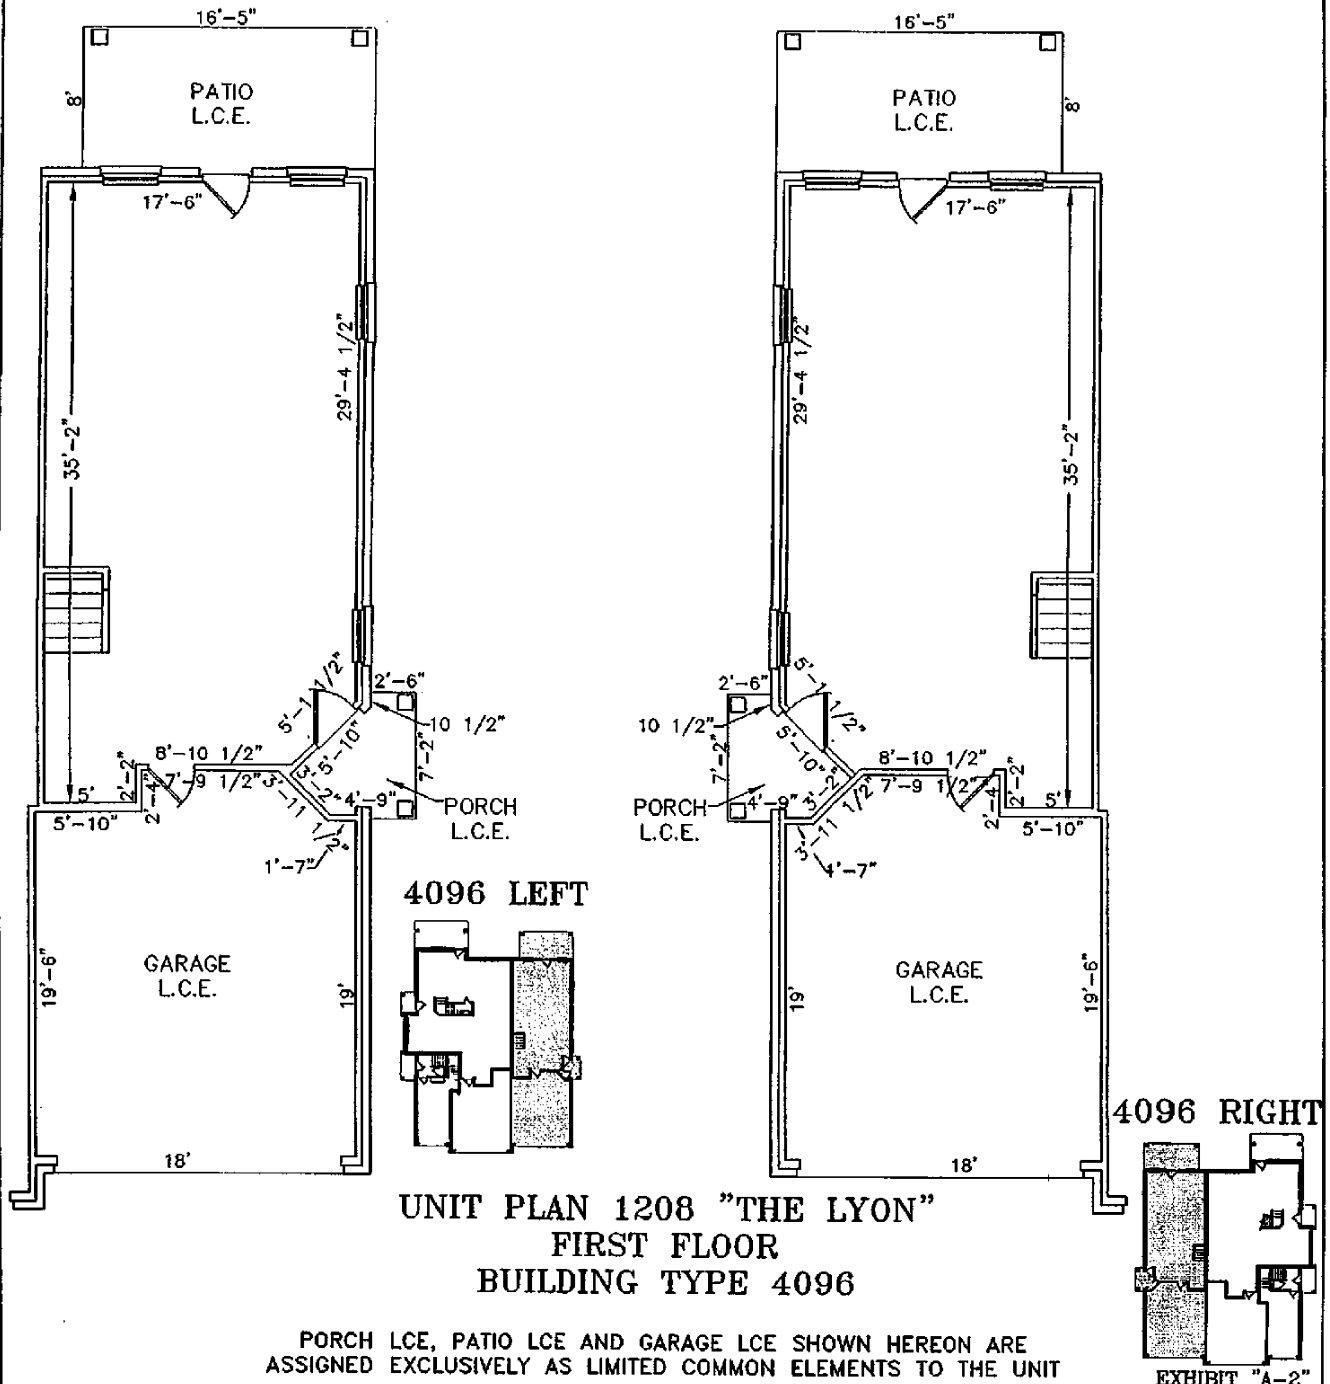 16'-5"
PATIO
L.C.E.
8'
17'-6"
29'-4 1/2"
35'-2"
5'-1 1/2"
2'-6"
10 1/2"
5'-10"
7'-2"
8'-10 1/2"
7'-9 1/2"
3'-2"
3'-11 1/2"
4'-9"
2'-2"
2'-4"
5'
5'-10"
1'-7"
PORCH
L.C.E.
19'-6"
GARAGE
L.C.E.
19'
18'
4096 LEFT
16'-5"
PATIO
L.C.E.
8'
17'-6"
29'-4 1/2"
35'-2"
5'-1 1/2"
2'-6"
10 1/2"
5'-10"
7'-2"
8'-10 1/2"
7'-9 1/2"
3'-2"
3'-11 1/2"
4'-9"
2'-2"
2'-4"
5'
5'-10"
1'-7"
PORCH
L.C.E.
19'
GARAGE
L.C.E.
19'-6"
18'
4096 RIGHT
UNIT PLAN 1208 "THE LYON"
FIRST FLOOR
BUILDING TYPE 4096
PORCH LCE, PATIO LCE AND GARAGE LCE SHOWN HEREON ARE
ASSIGNED EXCLUSIVELY AS LIMITED COMMON ELEMENTS TO THE UNIT
EXHIBIT "A-2"